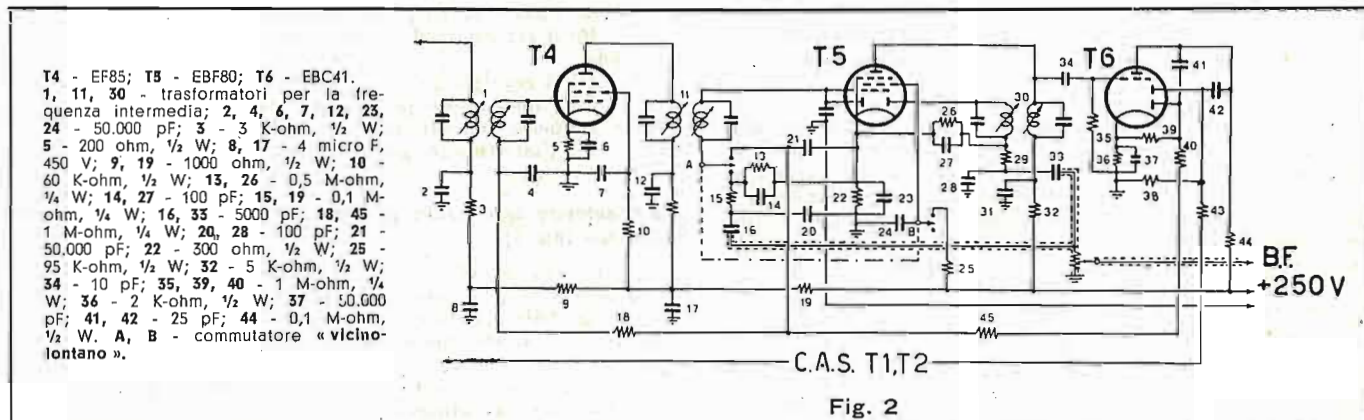 T4 - EF85; T5 - EBF80; T6 - EBC41.
1, 11, 30 - trasformatori per la fre-
quenza intermedia; 2, 4, 6, 7, 12, 23,
24 - 50.000 pF; 3 - 3 K-ohm, ½ W;
5 - 200 ohm, ½ W; 8, 17 - 4 micro F,
450 V; 9, 19 - 1000 ohm, ½ W; 10 -
60 K-ohm, ½ W; 13, 26 - 0,5 M-ohm,
¼ W; 14, 27 - 100 pF; 15, 19 - 0,1 M-
ohm, ¼ W; 16, 33 - 5000 pF; 18, 45 -
1 M-ohm, ¼ W; 20, 28 - 100 pF; 21 -
50.000 pF; 22 - 300 ohm, ½ W; 25 -
95 K-ohm, ½ W; 32 - 5 K-ohm, ½ W;
34 - 10 pF; 35, 39, 40 - 1 M-ohm, ¼
W; 36 - 2 K-ohm, ½ W; 37 - 50.000
pF; 41, 42 - 25 pF; 44 - 0,1 M-ohm,
½ W. A, B - commutatore « vicino-
lontano ».
T4 T5 T6
1 11 30 34 41 42
26 27
21 35 39 40
5 6 A 13 14 15 22 23 29 33 36 37 38
2 3 4 7 12 10 16 20 24 B 28 31 32 43 44
25
B.F.
+250 V
8 9 17 19
18 45
C.A.S. T1,T2
Fig. 2